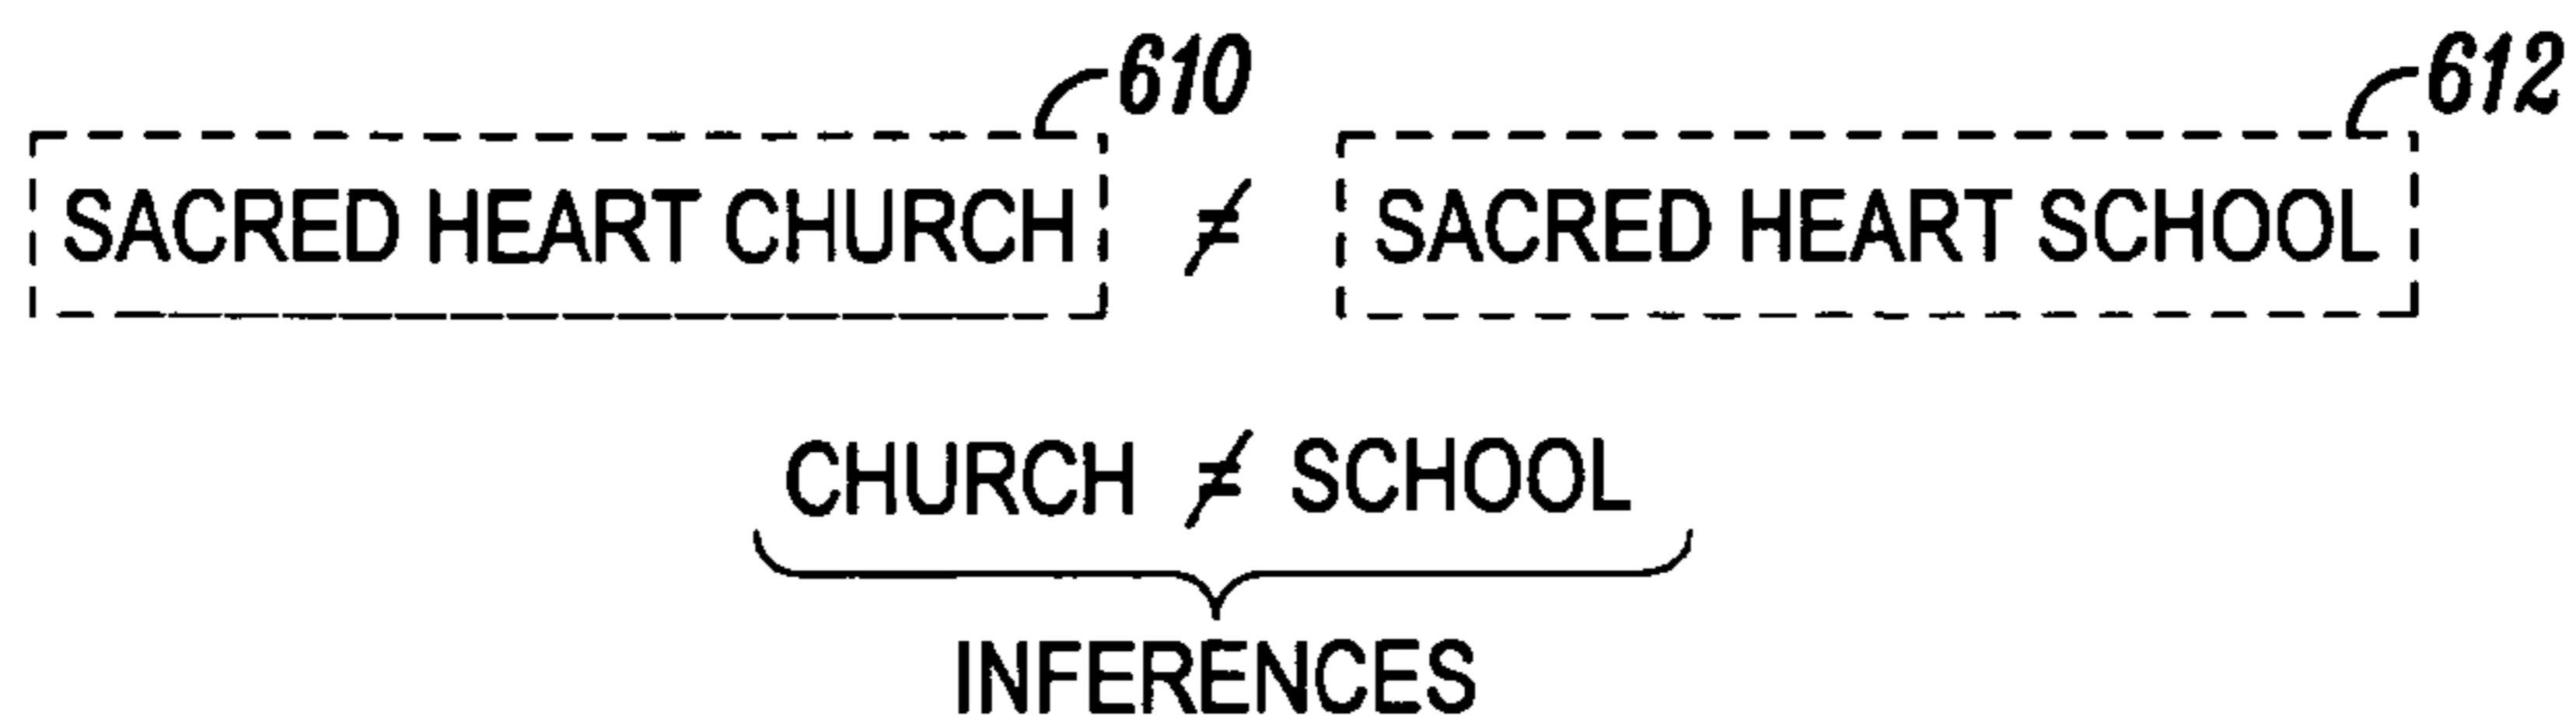 610 612
SACRED HEART CHURCH ≠ SACRED HEART SCHOOL
CHURCH ≠ SCHOOL
INFERENCES